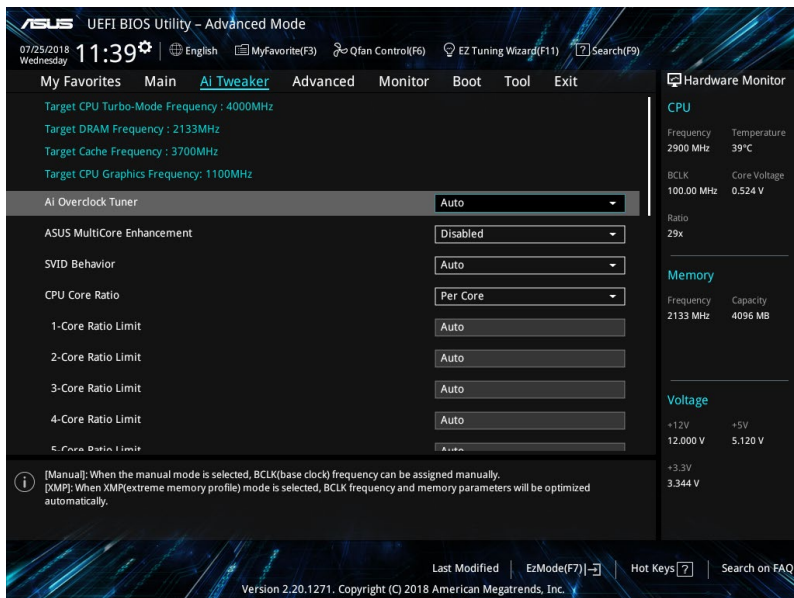 ASUS UEFI BIOS Utility – Advanced Mode
07/25/2018 Wednesday 11:39 English MyFavorite(F3) Qfan Control(F6) EZ Tuning Wizard(F11) ? Search(F9)
My Favorites Main Ai Tweaker Advanced Monitor Boot Tool Exit
Target CPU Turbo-Mode Frequency : 4000MHz
Target DRAM Frequency : 2133MHz
Target Cache Frequency : 3700MHz
Target CPU Graphics Frequency: 1100MHz
Ai Overclock Tuner Auto
ASUS MultiCore Enhancement Disabled
SVID Behavior Auto
CPU Core Ratio Per Core
1-Core Ratio Limit Auto
2-Core Ratio Limit Auto
3-Core Ratio Limit Auto
4-Core Ratio Limit Auto
5-Core Ratio Limit Auto
[Manual]: When the manual mode is selected, BCLK(base clock) frequency can be assigned manually.
[XMP]: When XMP(extreme memory profile) mode is selected, BCLK frequency and memory parameters will be optimized
automatically.
Hardware Monitor
CPU
Frequency Temperature
2900 MHz 39°C
BCLK Core Voltage
100.00 MHz 0.524 V
Ratio
29x
Memory
Frequency Capacity
2133 MHz 4096 MB
Voltage
+12V +5V
12.000 V 5.120 V
+3.3V
3.344 V
Last Modified EzMode(F7) Hot Keys ? Search on FAQ
Version 2.20.1271. Copyright (C) 2018 American Megatrends, Inc.